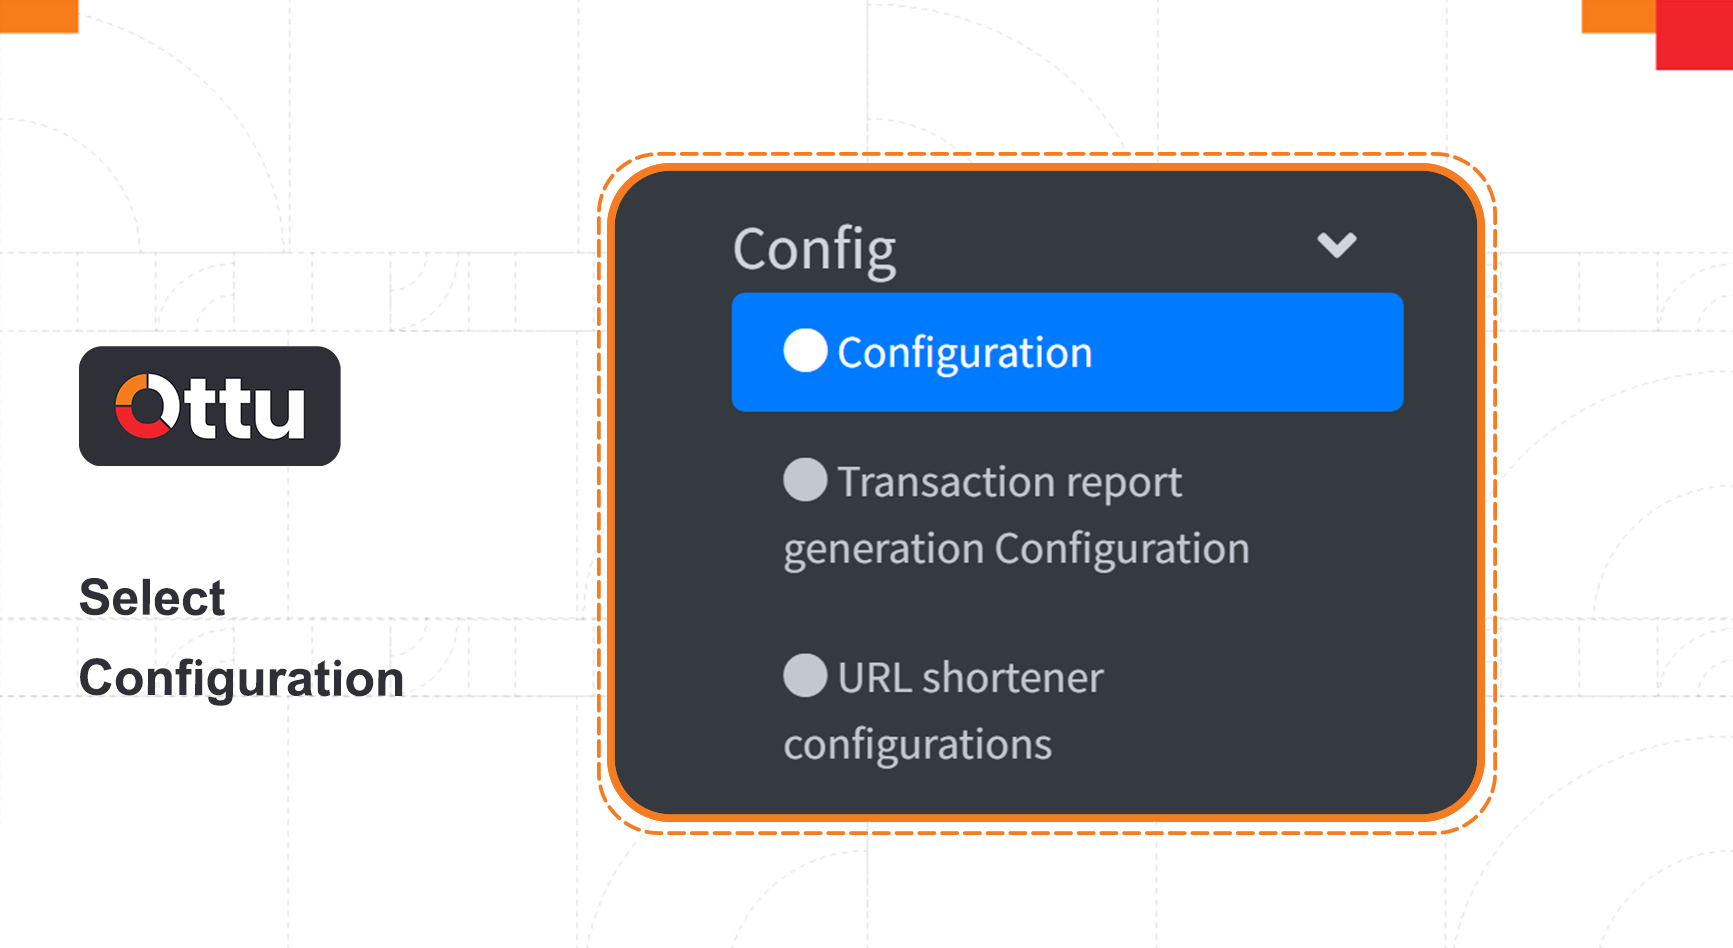 Ottu
Select
Configuration
Config
Configuration
Transaction report
generation Configuration
URL shortener
configurations